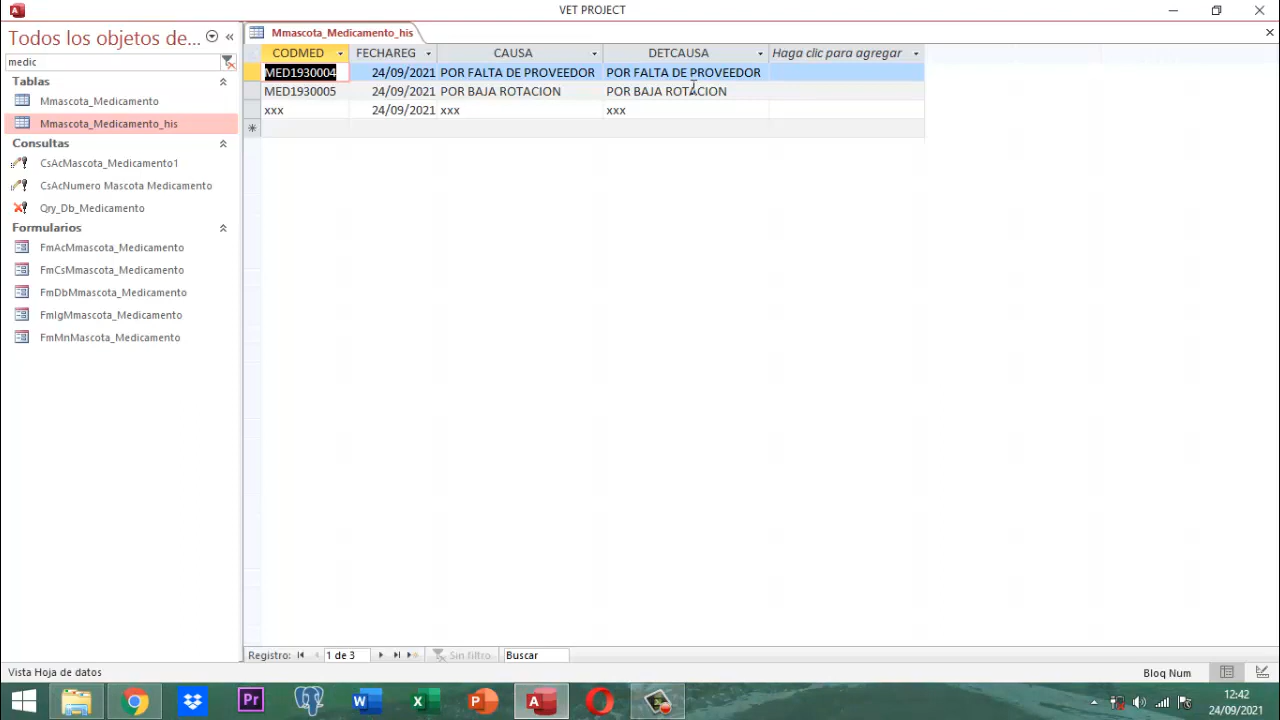 VET PROJECT
Todos los objetos de...
medic
Tablas
Mmascota_Medicamento
Mmascota_Medicamento_his
Consultas
CsAcMascota_Medicamento1
CsAcNumero Mascota Medicamento
Qry_Db_Medicamento
Formularios
FmAcMmascota_Medicamento
FmCsMmascota_Medicamento
FmDbMmascota_Medicamento
FmIgMmascota_Medicamento
FmMnMascota_Medicamento
Mmascota_Medicamento_his
CODMED FECHAREG CAUSA DETCAUSA Haga clic para agregar
MED1930004 24/09/2021 POR FALTA DE PROVEEDOR POR FALTA DE PROVEEDOR
MED1930005 24/09/2021 POR BAJA ROTACION POR BAJA ROTACION
xxx 24/09/2021 xxx xxx
Registro: 1 de 3 Sin filtro Buscar
Vista Hoja de datos Bloq Num
12:42
24/09/2021